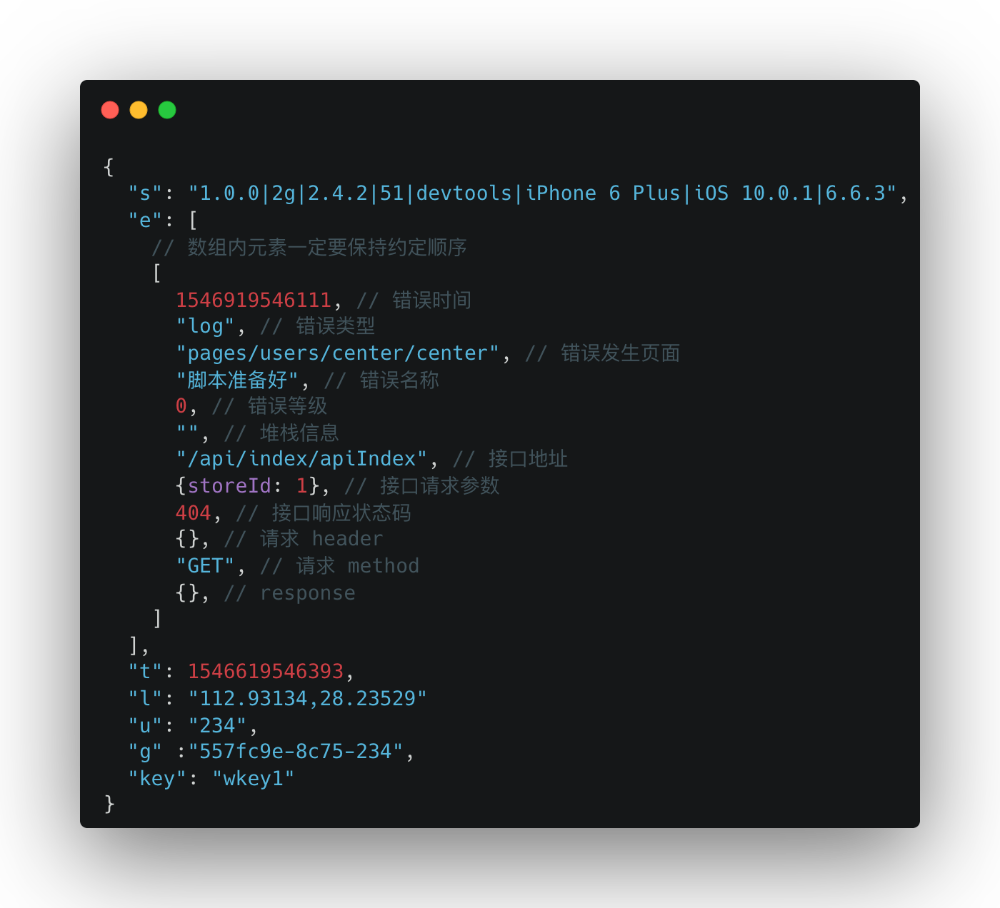 {
  "s": "1.0.0|2g|2.4.2|51|devtools|iPhone 6 Plus|iOS 10.0.1|6.6.3",
  "e": [
    // 数组内元素一定要保持约定顺序
    [
      1546919546111, // 错误时间
      "log", // 错误类型
      "pages/users/center/center", // 错误发生页面
      "脚本准备好", // 错误名称
      0, // 错误等级
      "", // 堆栈信息
      "/api/index/apiIndex", // 接口地址
      {storeId: 1}, // 接口请求参数
      404, // 接口响应状态码
      {}, // 请求 header
      "GET", // 请求 method
      {}, // response
    ]
  ],
  "t": 1546619546393,
  "l": "112.93134,28.23529"
  "u": "234",
  "g" :"557fc9e-8c75-234",
  "key": "wkey1"
}